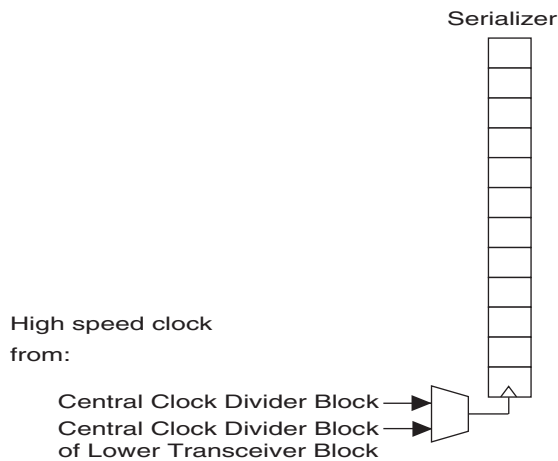 Serializer
High speed clock
from:
Central Clock Divider Block
Central Clock Divider Block
of Lower Transceiver Block